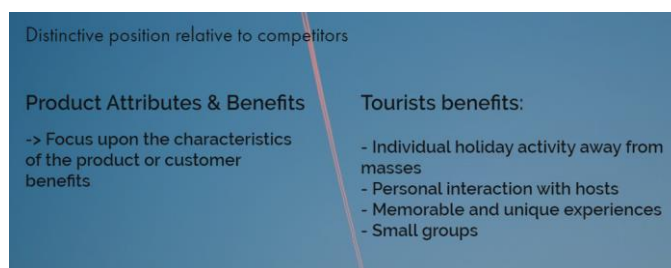 Distinctive position relative to competitors
Product Attributes & Benefits
-> Focus upon the characteristics
of the product or customer
benefits
Tourists benefits:
- Individual holiday activity away from
masses
- Personal interaction with hosts
- Memorable and unique experiences
- Small groups